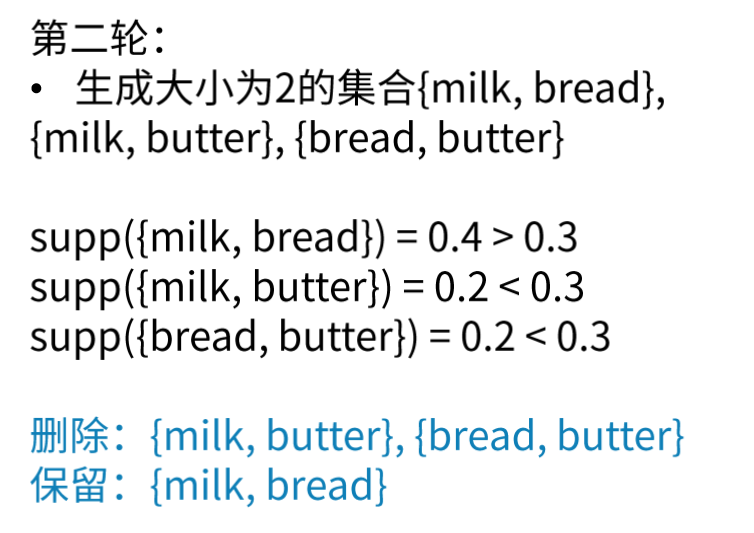 第二轮：
• 生成大小为2的集合{milk, bread},
{milk, butter}, {bread, butter}
supp({milk, bread}) = 0.4 > 0.3
supp({milk, butter}) = 0.2 < 0.3
supp({bread, butter}) = 0.2 < 0.3
删除：{milk, butter}, {bread, butter}
保留：{milk, bread}